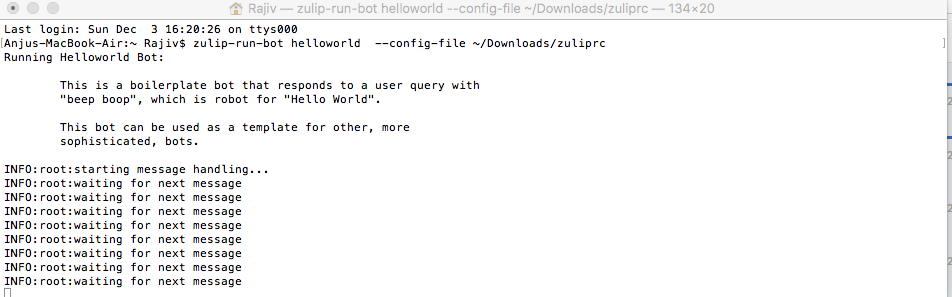 Rajiv — zulip-run-bot helloworld --config-file ~/Downloads/zuliprc — 134×20
Last login: Sun Dec  3 16:20:26 on ttys000
[Anjus-MacBook-Air:~ Rajiv$ zulip-run-bot helloworld  --config-file ~/Downloads/zuliprc ]
Running Helloworld Bot:
This is a boilerplate bot that responds to a user query with
"beep boop", which is robot for "Hello World".
This bot can be used as a template for other, more
sophisticated, bots.
INFO:root:starting message handling...
INFO:root:waiting for next message
INFO:root:waiting for next message
INFO:root:waiting for next message
INFO:root:waiting for next message
INFO:root:waiting for next message
INFO:root:waiting for next message
INFO:root:waiting for next message
INFO:root:waiting for next message